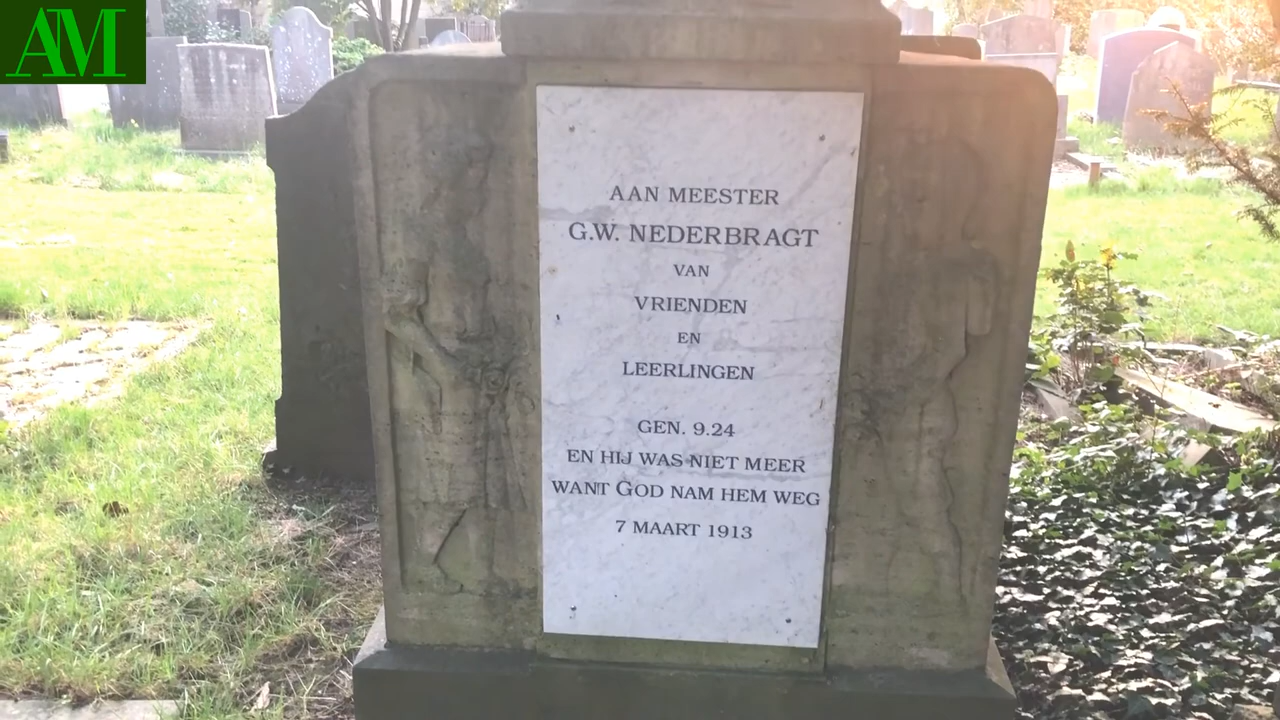 AM
AAN MEESTER
G.W. NEDERBRAGT
VAN
VRIENDEN
EN
LEERLINGEN
GEN. 9.24
EN HIJ WAS NIET MEER
WANT GOD NAM HEM WEG
7 MAART 1913